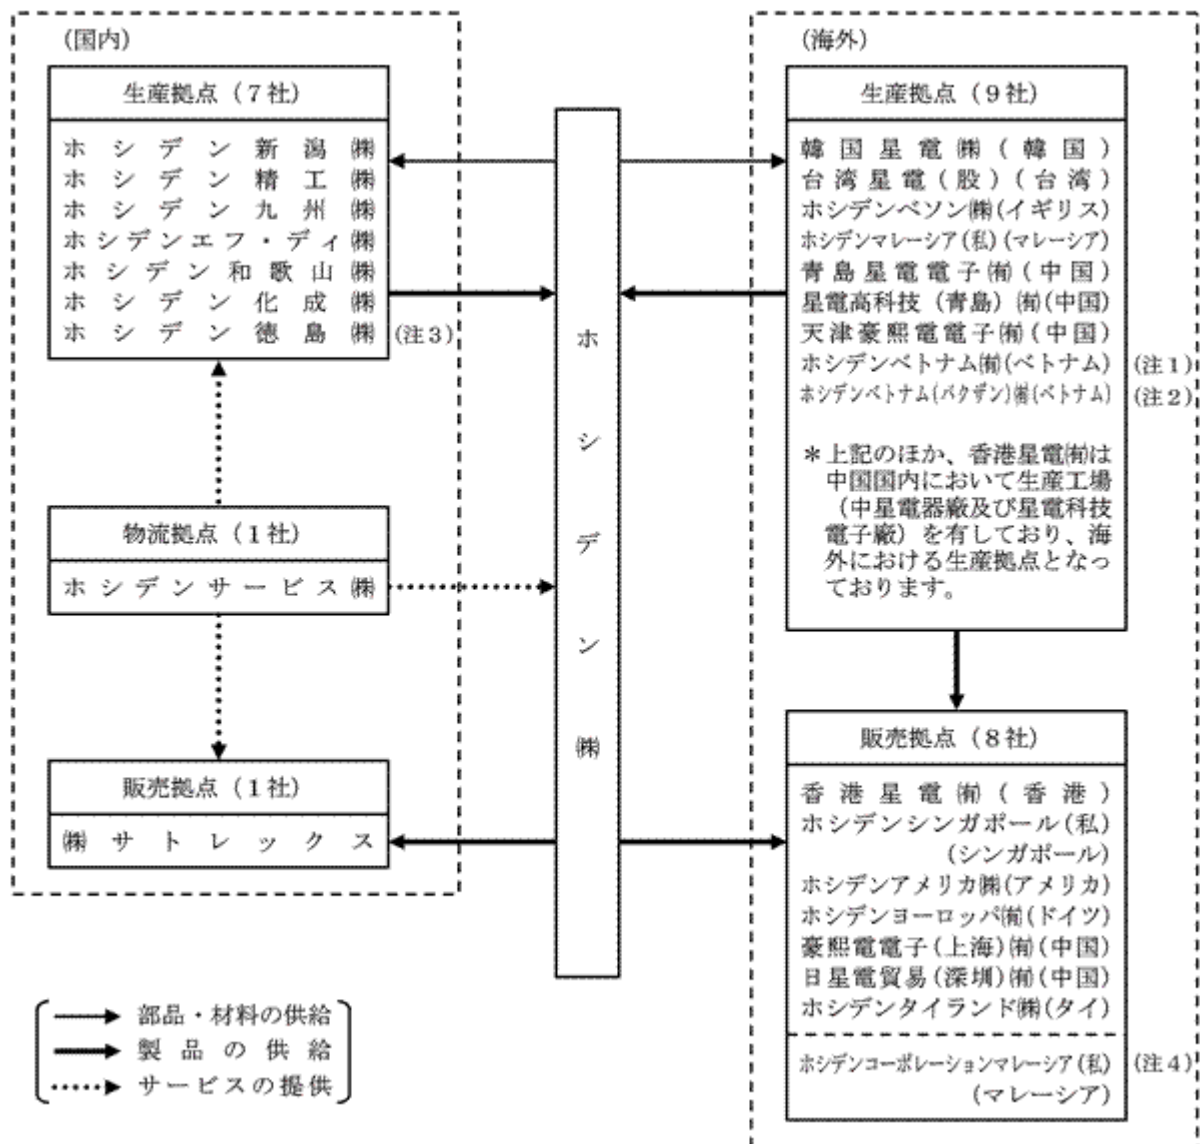 (国内)
生産拠点（7社）
ホシデン新潟㈱
ホシデン精工㈱
ホシデン九州㈱
ホシデンエフ・ディ㈱
ホシデン和歌山㈱
ホシデン化成㈱
ホシデン徳島㈱ (注3)
物流拠点（1社）
ホシデンサービス㈱
販売拠点（1社）
㈱サトレックス
ホシデン㈱
(海外)
生産拠点（9社）
韓国星電㈱(韓国)
台湾星電(股)(台湾)
ホシデンベソン㈱(イギリス)
ホシデンマレーシア(私)(マレーシア)
青島星電電子㈲(中国)
星電高科技(青島)㈲(中国)
天津豪熙電電子㈲(中国)
ホシデンベトナム㈲(ベトナム) (注1)
ホシデンベトナム(バクザン)㈲(ベトナム) (注2)
＊上記のほか、香港星電㈲は
中国国内において生産工場
（中星電器廠及び星電科技
電子廠）を有しており、海
外における生産拠点となっ
ております。
販売拠点（8社）
香港星電㈲(香港)
ホシデンシンガポール(私)
(シンガポール)
ホシデンアメリカ㈱(アメリカ)
ホシデンヨーロッパ㈲(ドイツ)
豪熙電電子(上海)㈲(中国)
日星電貿易(深圳)㈲(中国)
ホシデンタイランド㈱(タイ)
ホシデンコーポレーションマレーシア(私) (注4)
(マレーシア)
部品・材料の供給
製品の供給
サービスの提供